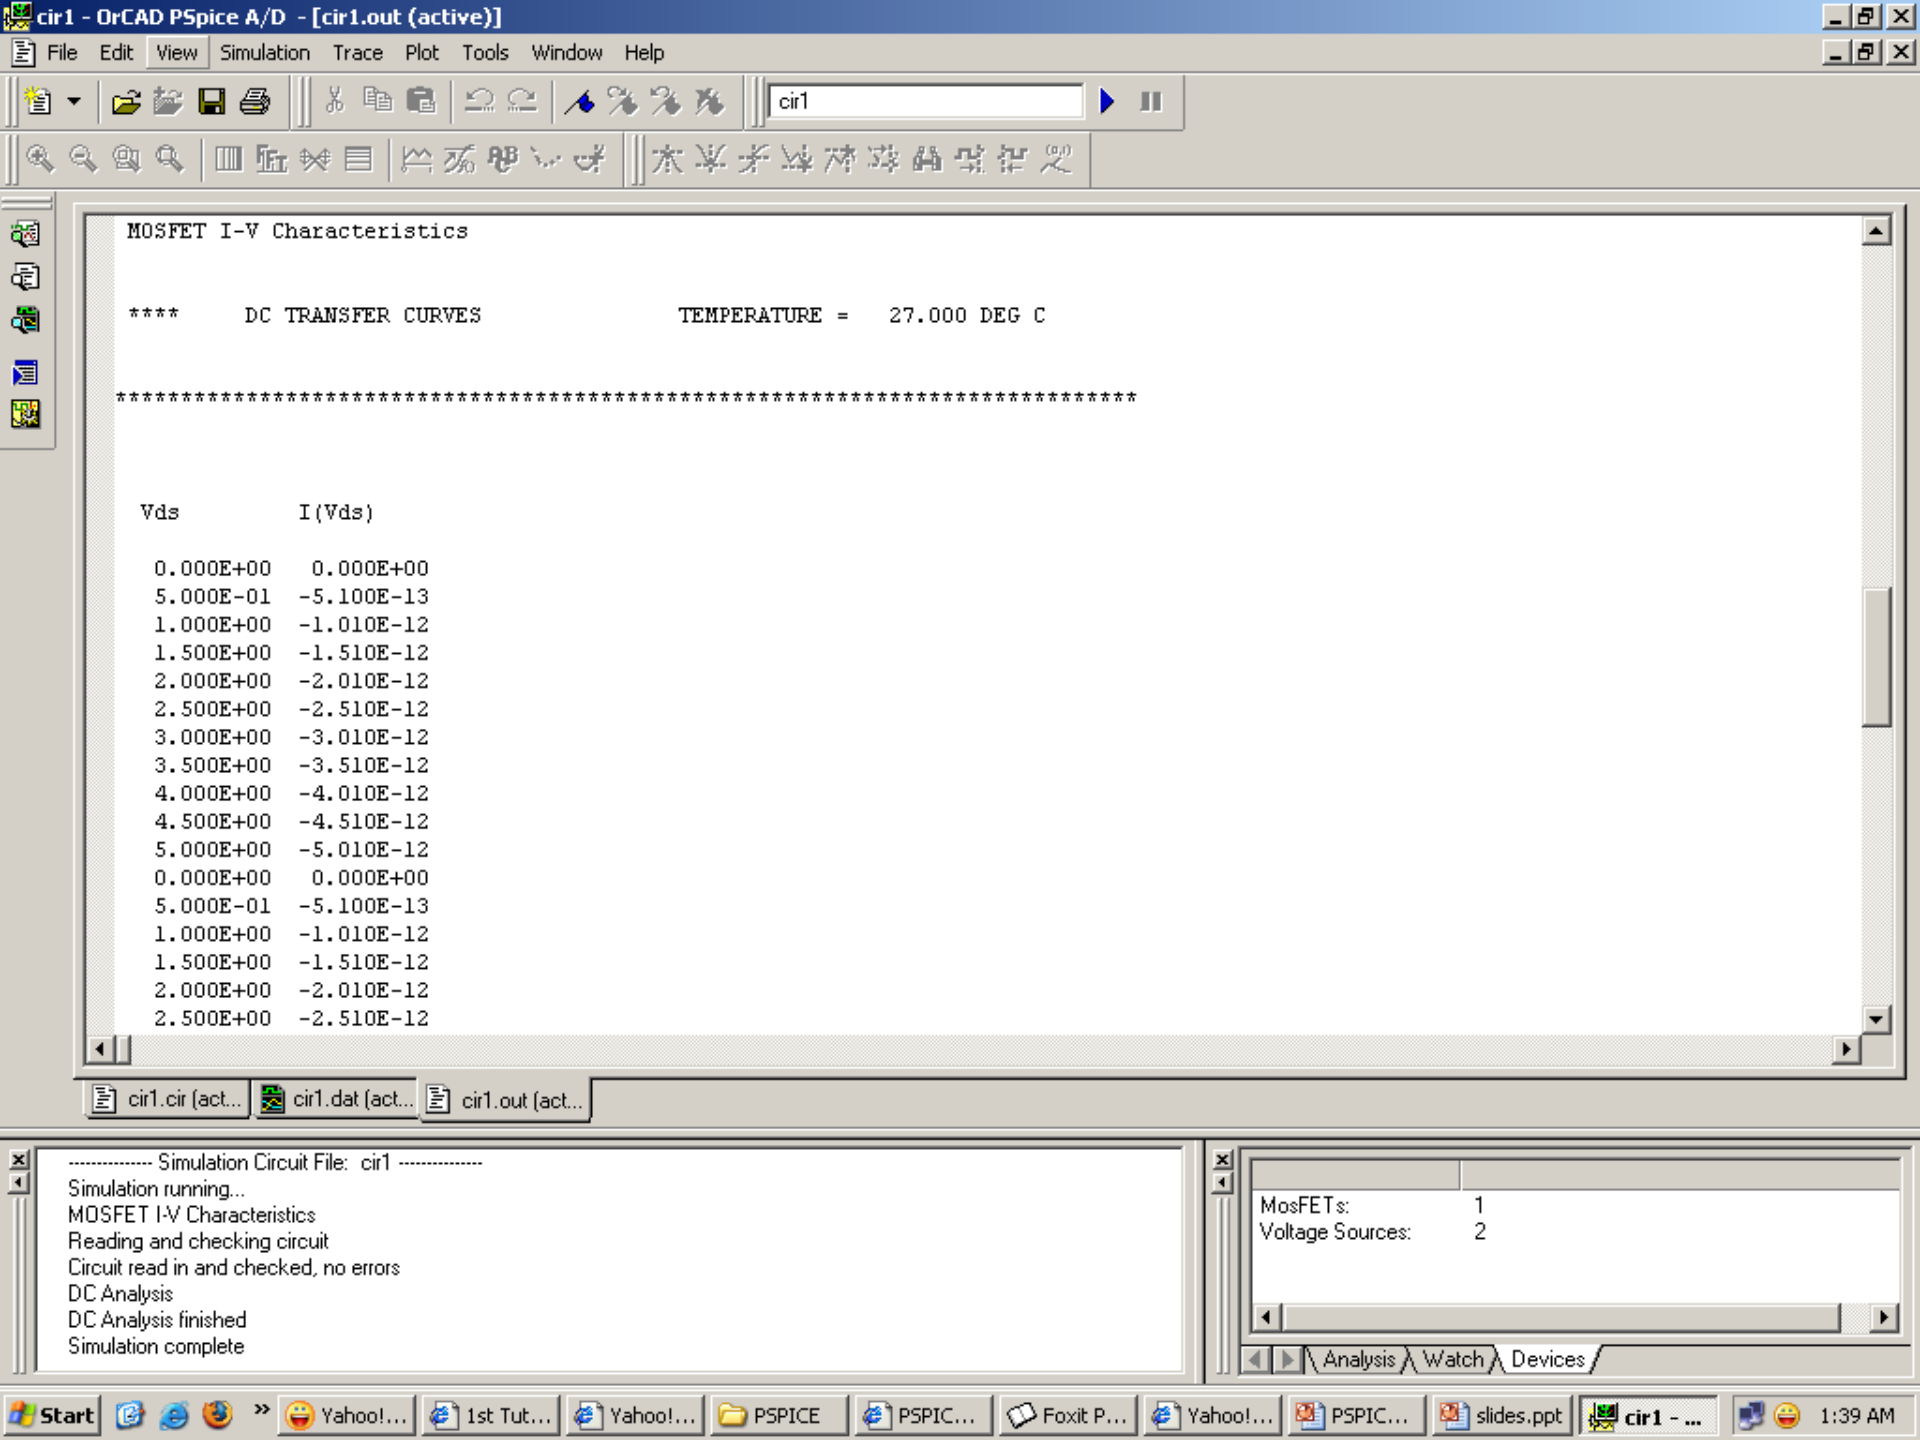 cir1 - OrCAD PSpice A/D - [cir1.out (active)]
File Edit View Simulation Trace Plot Tools Window Help
cir1
MOSFET I-V Characteristics
**** DC TRANSFER CURVES TEMPERATURE = 27.000 DEG C
******************************************************************************
Vds I(Vds)
0.000E+00 0.000E+00
5.000E-01 -5.100E-13
1.000E+00 -1.010E-12
1.500E+00 -1.510E-12
2.000E+00 -2.010E-12
2.500E+00 -2.510E-12
3.000E+00 -3.010E-12
3.500E+00 -3.510E-12
4.000E+00 -4.010E-12
4.500E+00 -4.510E-12
5.000E+00 -5.010E-12
0.000E+00 0.000E+00
5.000E-01 -5.100E-13
1.000E+00 -1.010E-12
1.500E+00 -1.510E-12
2.000E+00 -2.010E-12
2.500E+00 -2.510E-12
cir1.cir (act... cir1.dat (act... cir1.out (act...
--------------- Simulation Circuit File: cir1 ---------------
Simulation running...
MOSFET I-V Characteristics
Reading and checking circuit
Circuit read in and checked, no errors
DC Analysis
DC Analysis finished
Simulation complete
MosFETs: 1
Voltage Sources: 2
Analysis Watch Devices
Start » Yahoo!... 1st Tut... Yahoo!... PSPICE PSPIC... Foxit P... Yahoo!... PSPIC... slides.ppt cir1 - ... 1:39 AM